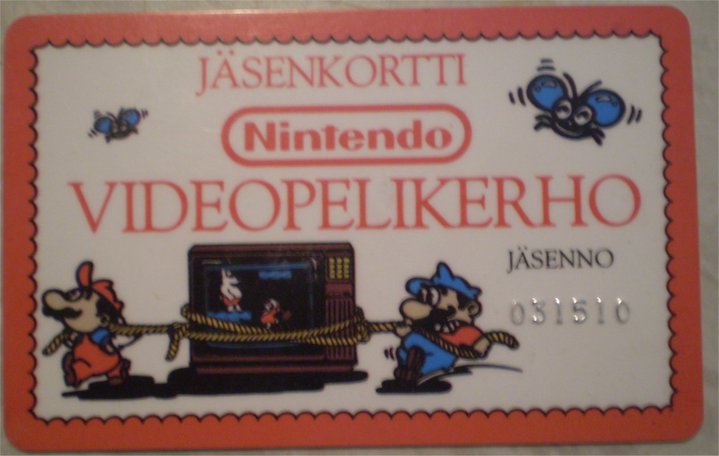 JÄSENKORTTI
Nintendo
VIDEOPELIKERHO
JÄSENNO
031510